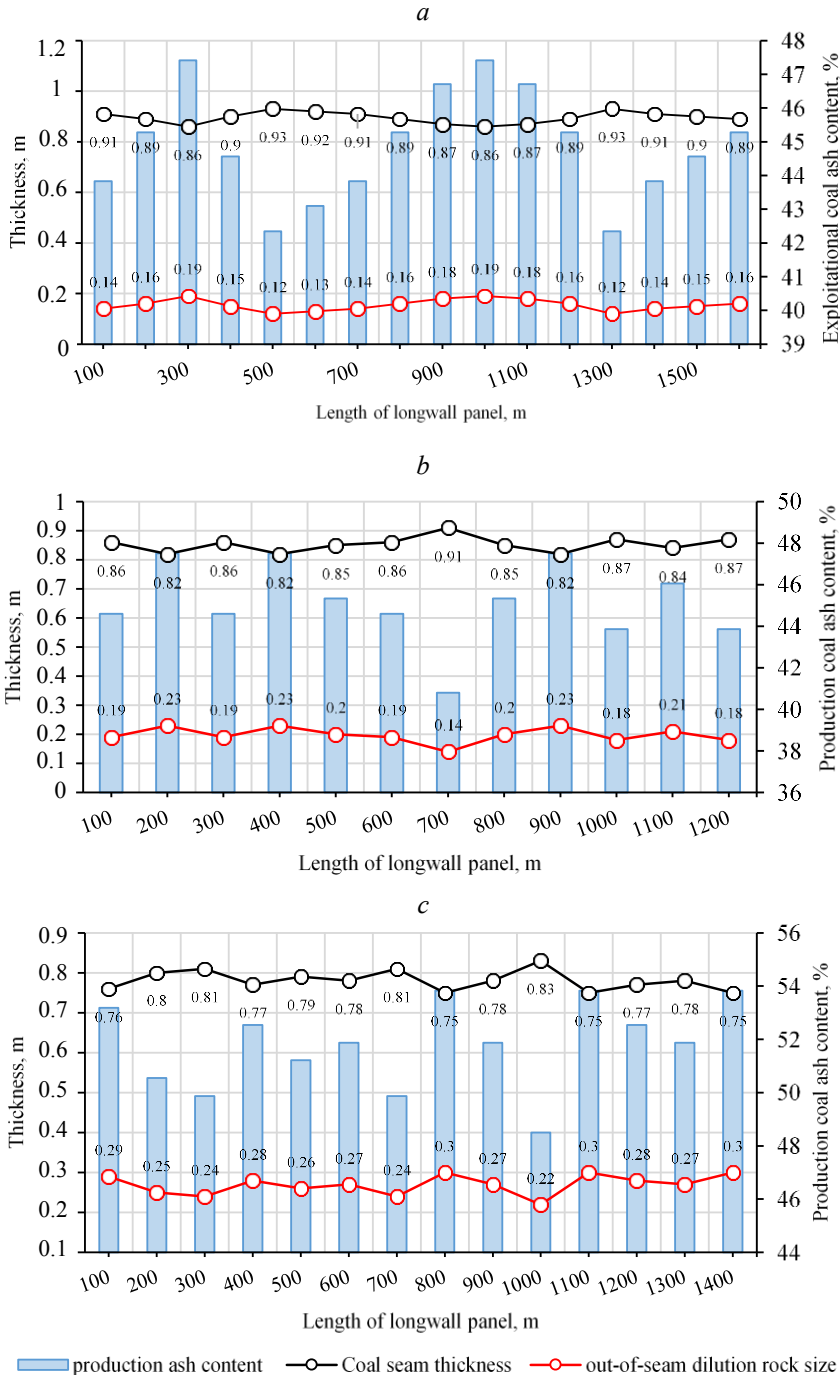 a
1.2
1
0.8
0.6
0.4
0.2
0
Thickness, m
48
47
46
45
44
43
42
41
40
39
Exploitational coal ash content, %
0.91 0.89 0.86 0.9 0.93 0.92 0.91 0.89 0.87 0.86 0.87 0.89 0.93 0.91 0.9 0.89
0.14 0.16 0.19 0.15 0.12 0.13 0.14 0.16 0.18 0.19 0.18 0.16 0.12 0.14 0.15 0.16
100 300 500 700 900 1100 1300 1500
Length of longwall panel, m
b
1
0.9
0.8
0.7
0.6
0.5
0.4
0.3
0.2
0.1
0
Thickness, m
50
48
46
44
42
40
38
36
Production coal ash content, %
0.86 0.82 0.86 0.82 0.85 0.86 0.91 0.85 0.82 0.87 0.84 0.87
0.19 0.23 0.19 0.23 0.2 0.19 0.14 0.2 0.23 0.18 0.21 0.18
100 200 300 400 500 600 700 800 900 1000 1100 1200
Length of longwall panel, m
c
0.9
0.8
0.7
0.6
0.5
0.4
0.3
0.2
0.1
Thickness, m
56
54
52
50
48
46
44
Production coal ash content, %
0.76 0.8 0.81 0.77 0.79 0.78 0.81 0.75 0.78 0.83 0.75 0.77 0.78 0.75
0.29 0.25 0.24 0.28 0.26 0.27 0.24 0.3 0.27 0.22 0.3 0.28 0.27 0.3
100 200 300 400 500 600 700 800 900 1000 1100 1200 1300 1400
Length of longwall panel, m
production ash content Coal seam thickness out-of-seam dilution rock size